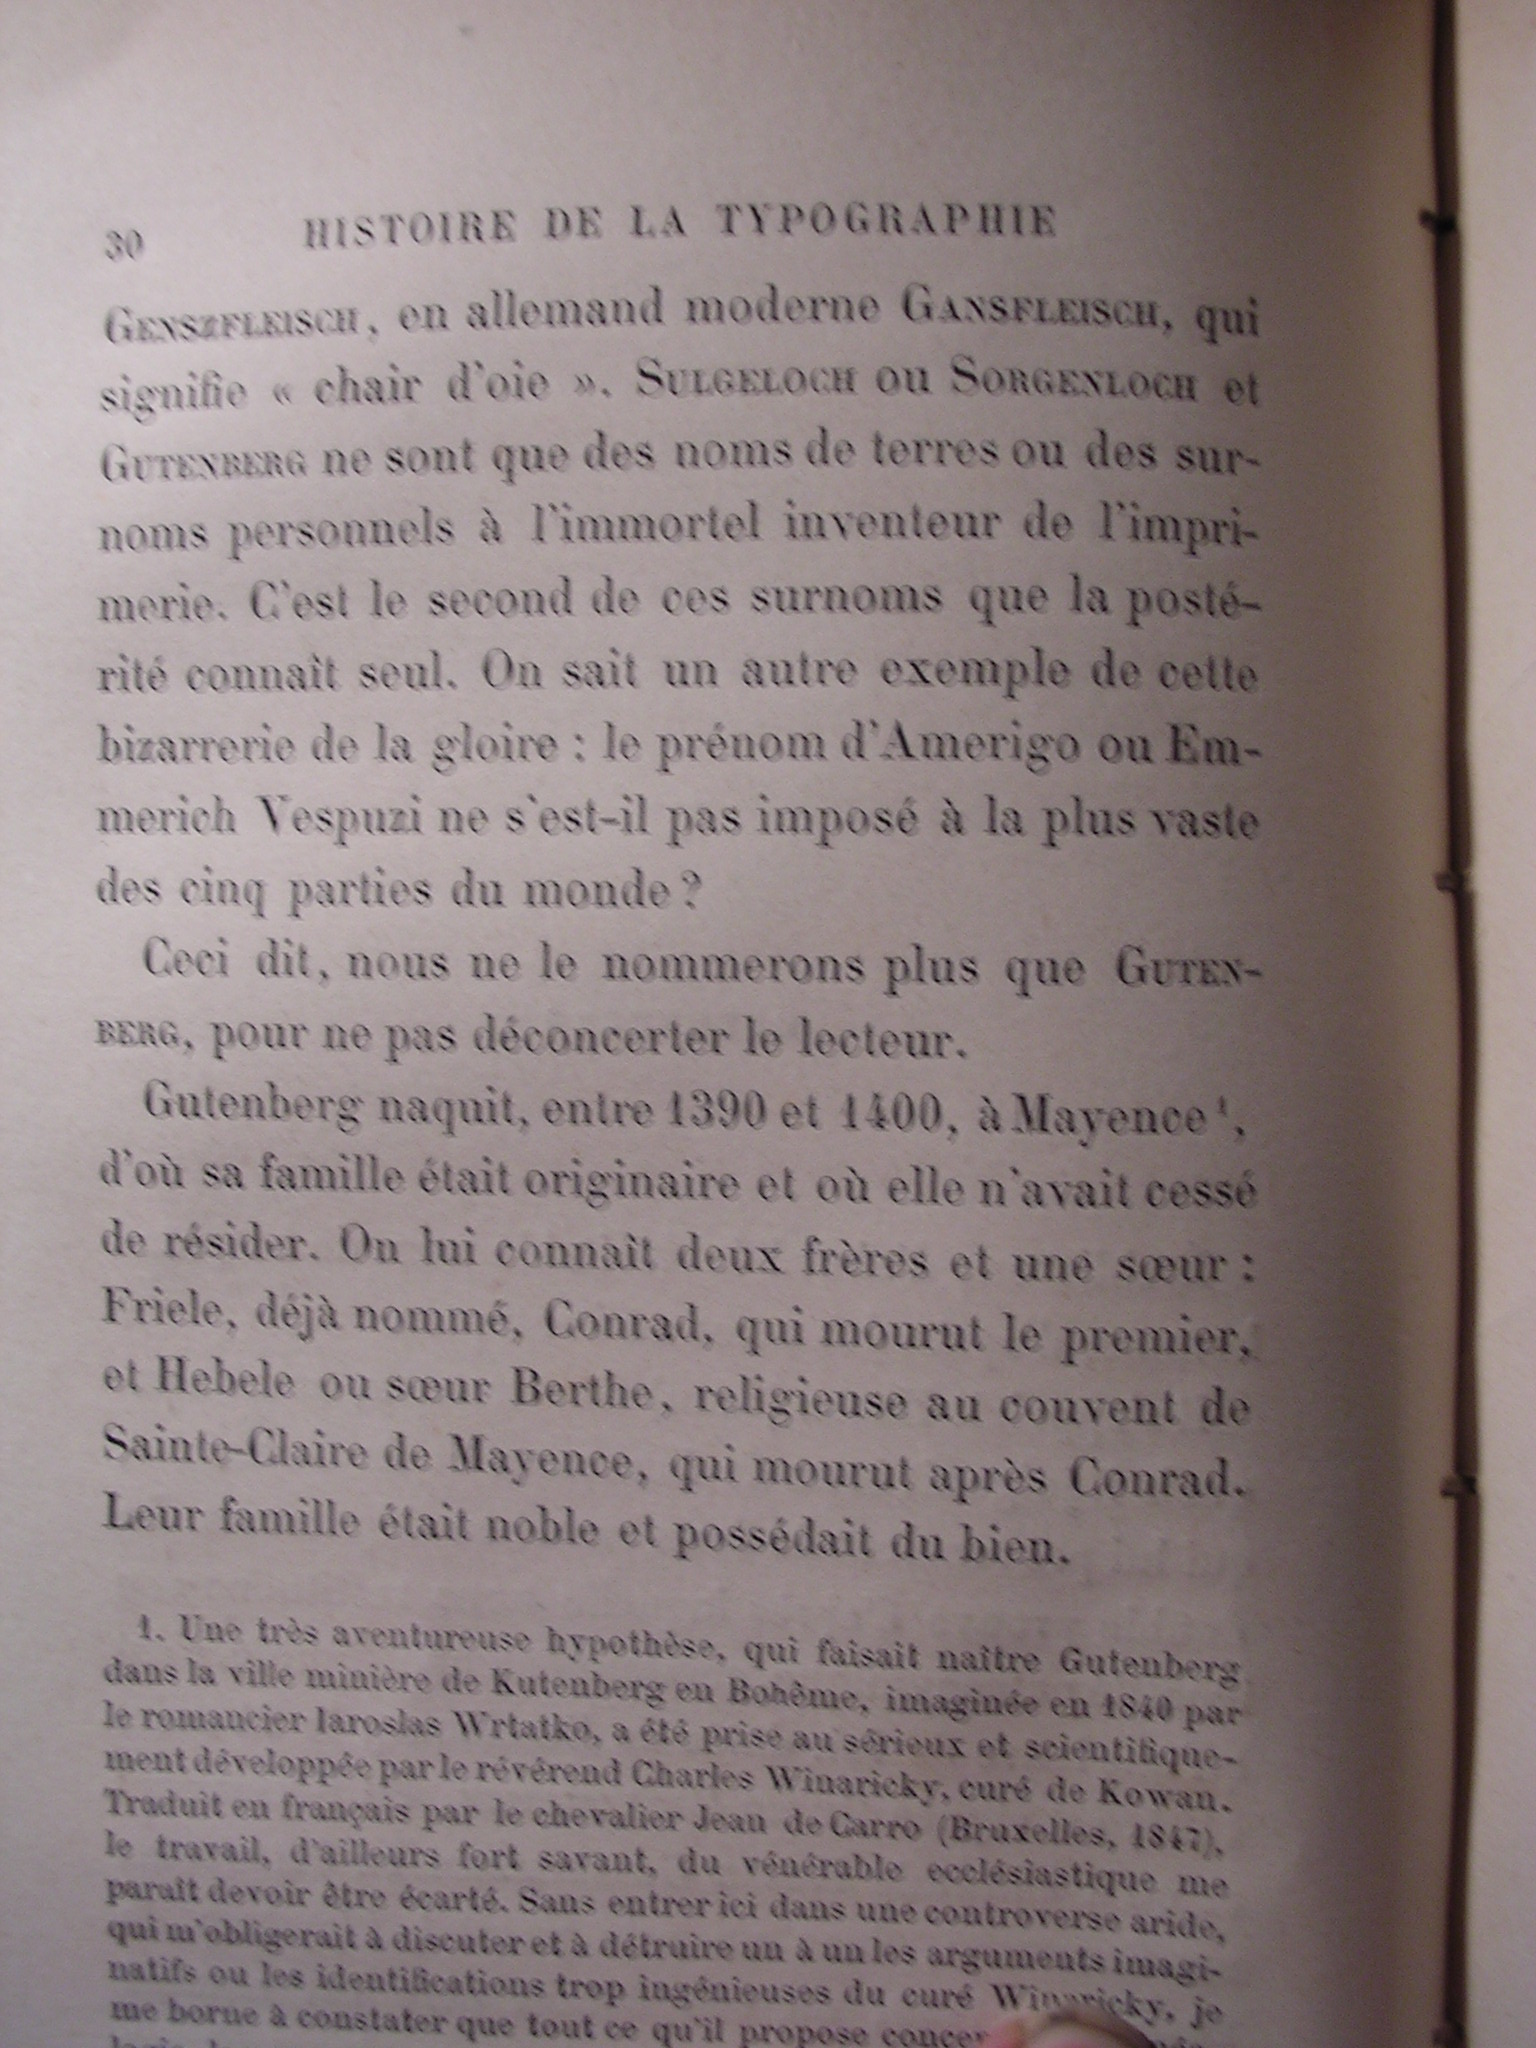 30 HISTOIRE DE LA TYPOGRAPHIE
GENSZFLEISCH, en allemand moderne GANSFLEISCH, qui
signifie « chair d'oie ». SULGELOCH ou SORGENLOCH et
GUTENBERG ne sont que des noms de terres ou des sur-
noms personnels à l'immortel inventeur de l'impri-
merie. C'est le second de ces surnoms que la posté-
rité connaît seul. On sait un autre exemple de cette
bizarrerie de la gloire : le prénom d'Amerigo ou Em-
merich Vespuzi ne s'est-il pas imposé à la plus vaste
des cinq parties du monde ?
Ceci dit, nous ne le nommerons plus que GUTEN-
BERG, pour ne pas déconcerter le lecteur.
Gutenberg naquit, entre 1390 et 1400, à Mayence¹,
d'où sa famille était originaire et où elle n'avait cessé
de résider. On lui connaît deux frères et une sœur :
Friele, déjà nommé, Conrad, qui mourut le premier,
et Hebele ou sœur Berthe, religieuse au couvent de
Sainte-Claire de Mayence, qui mourut après Conrad.
Leur famille était noble et possédait du bien.
1. Une très aventureuse hypothèse, qui faisait naître Gutenberg
dans la ville minière de Kutenberg en Bohême, imaginée en 1840 par
le romancier Iaroslas Wrtatko, a été prise au sérieux et scientifique-
ment développée par le révérend Charles Winaricky, curé de Kowan.
Traduit en français par le chevalier Jean de Carro (Bruxelles, 1847),
le travail, d'ailleurs fort savant, du vénérable ecclésiastique me
paraît devoir être écarté. Sans entrer ici dans une controverse aride,
qui m'obligerait à discuter et à détruire un à un les arguments imagi-
natifs ou les identifications trop ingénieuses du curé Winaricky, je
me borne à constater que tout ce qu'il propose